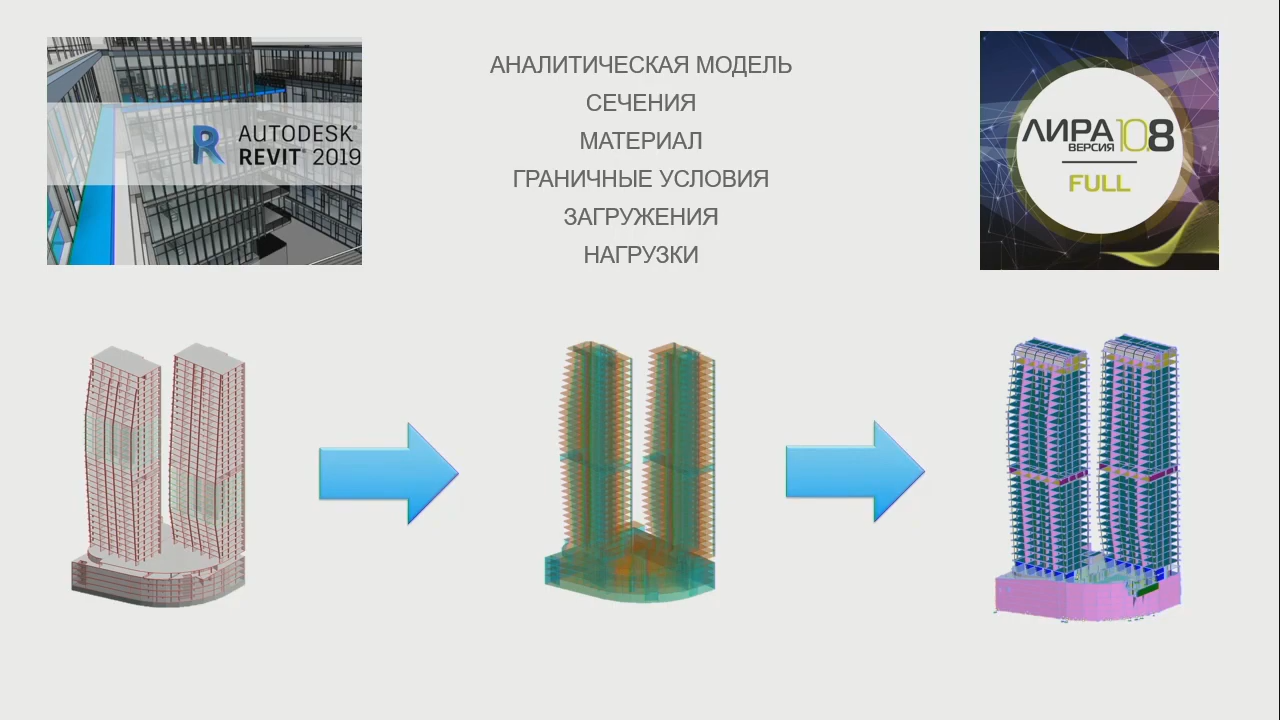 AUTODESK®
REVIT® 2019
АНАЛИТИЧЕСКАЯ МОДЕЛЬ
СЕЧЕНИЯ
МАТЕРИАЛ
ГРАНИЧНЫЕ УСЛОВИЯ
ЗАГРУЖЕНИЯ
НАГРУЗКИ
ЛИРА 10.8
ВЕРСИЯ
FULL